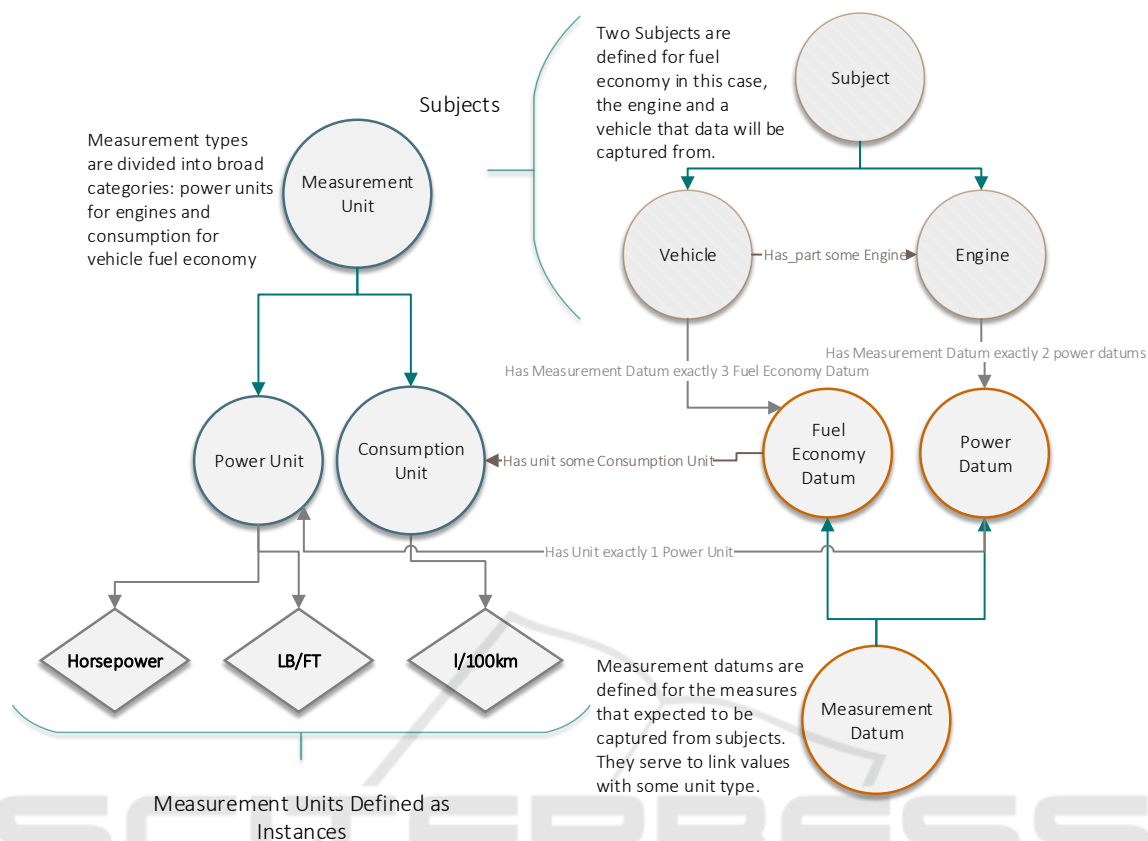 Two Subjects are
defined for fuel
economy in this case,
the engine and a
vehicle that data will be
captured from.
Subject
Subjects
Measurement types
are divided into broad
categories: power units
for engines and
consumption for
vehicle fuel economy
Measurement
Unit
Vehicle
Has_part some Engine
Engine
Has Measurement Datum exactly 3 Fuel Economy Datum
Has Measurement Datum exactly 2 power datums
Power Unit
Consumption
Unit
Has unit some Consumption Unit
Fuel
Economy
Datum
Power
Datum
Has Unit exactly 1 Power Unit
Horsepower
LB/FT
l/100km
Measurement datums are
defined for the measures
that expected to be
captured from subjects.
They serve to link values
with some unit type.
Measurement
Datum
Measurement Units Defined as
Instances
SCITEPRESS